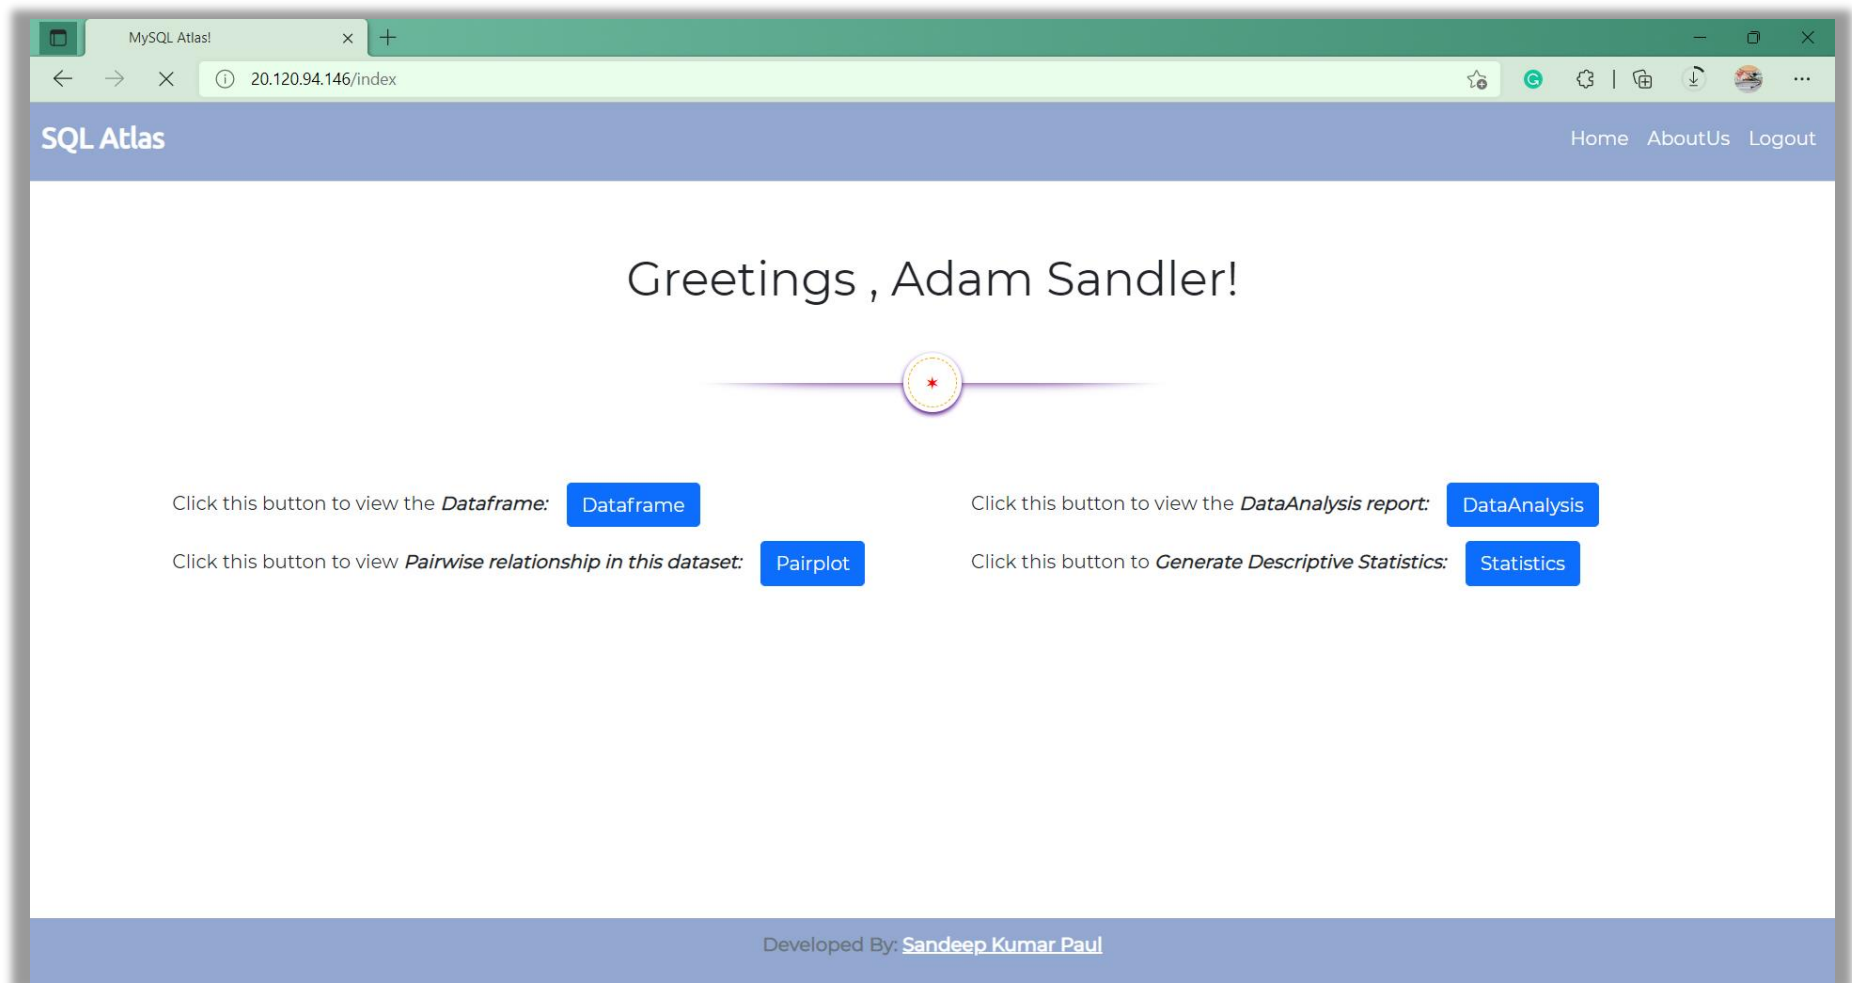 MySQL Atlas!
20.120.94.146/index
SQL Atlas
Home AboutUs Logout
Greetings , Adam Sandler!
Click this button to view the Dataframe: Dataframe
Click this button to view the DataAnalysis report: DataAnalysis
Click this button to view Pairwise relationship in this dataset: Pairplot
Click this button to Generate Descriptive Statistics: Statistics
Developed By: Sandeep Kumar Paul